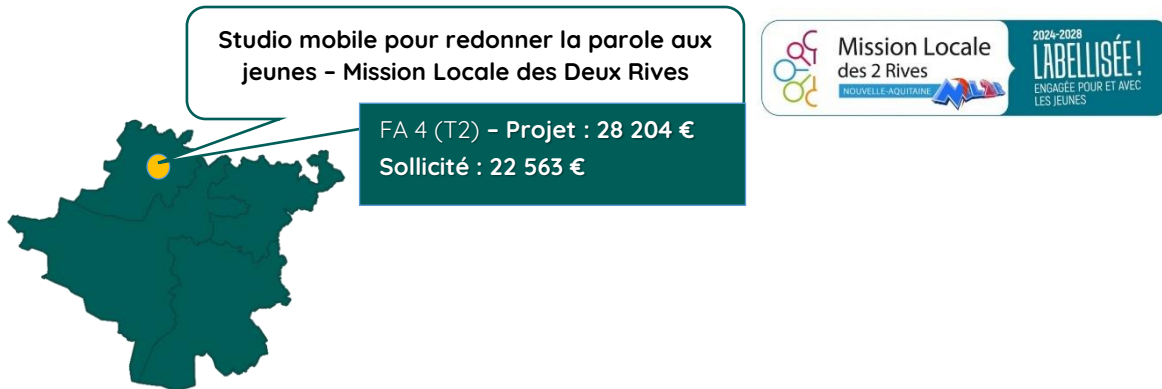 Studio mobile pour redonner la parole aux
jeunes – Mission Locale des Deux Rives
FA 4 (T2) – Projet : 28 204 €
Sollicité : 22 563 €
Mission Locale
des 2 Rives
NOUVELLE-AQUITAINE
ML2R
2024-2028
LABELLISÉE !
ENGAGÉE POUR ET AVEC
LES JEUNES